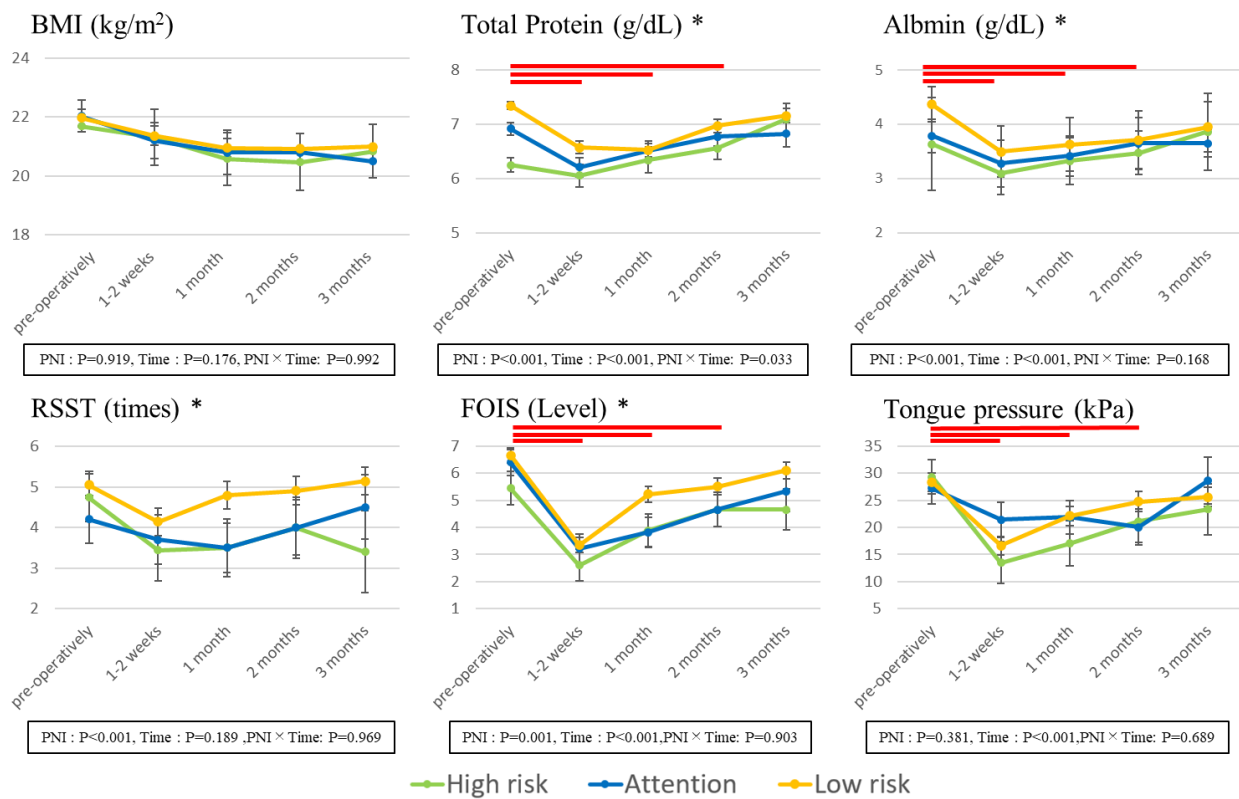 BMI (kg/m²)
24
22
20
18
pre-operatively
1-2 weeks
1 month
2 months
3 months
PNI : P=0.919, Time : P=0.176, PNI × Time: P=0.992
Total Protein (g/dL) *
8
7
6
5
pre-operatively
1-2 weeks
1 month
2 months
3 months
PNI : P<0.001, Time : P<0.001, PNI × Time: P=0.033
Albmin (g/dL) *
5
4
3
2
pre-operatively
1-2 weeks
1 month
2 months
3 months
PNI : P<0.001, Time : P<0.001, PNI × Time: P=0.168
RSST (times) *
6
5
4
3
2
pre-operatively
1-2 weeks
1 month
2 months
3 months
PNI : P<0.001, Time : P=0.189 ,PNI × Time: P=0.969
FOIS (Level) *
7
6
5
4
3
2
1
pre-operatively
1-2 weeks
1 month
2 months
3 months
PNI : P=0.001, Time : P<0.001,PNI × Time: P=0.903
Tongue pressure (kPa)
35
30
25
20
15
10
5
pre-operatively
1-2 weeks
1 month
2 months
3 months
PNI : P=0.381, Time : P<0.001,PNI × Time: P=0.689
High risk Attention Low risk